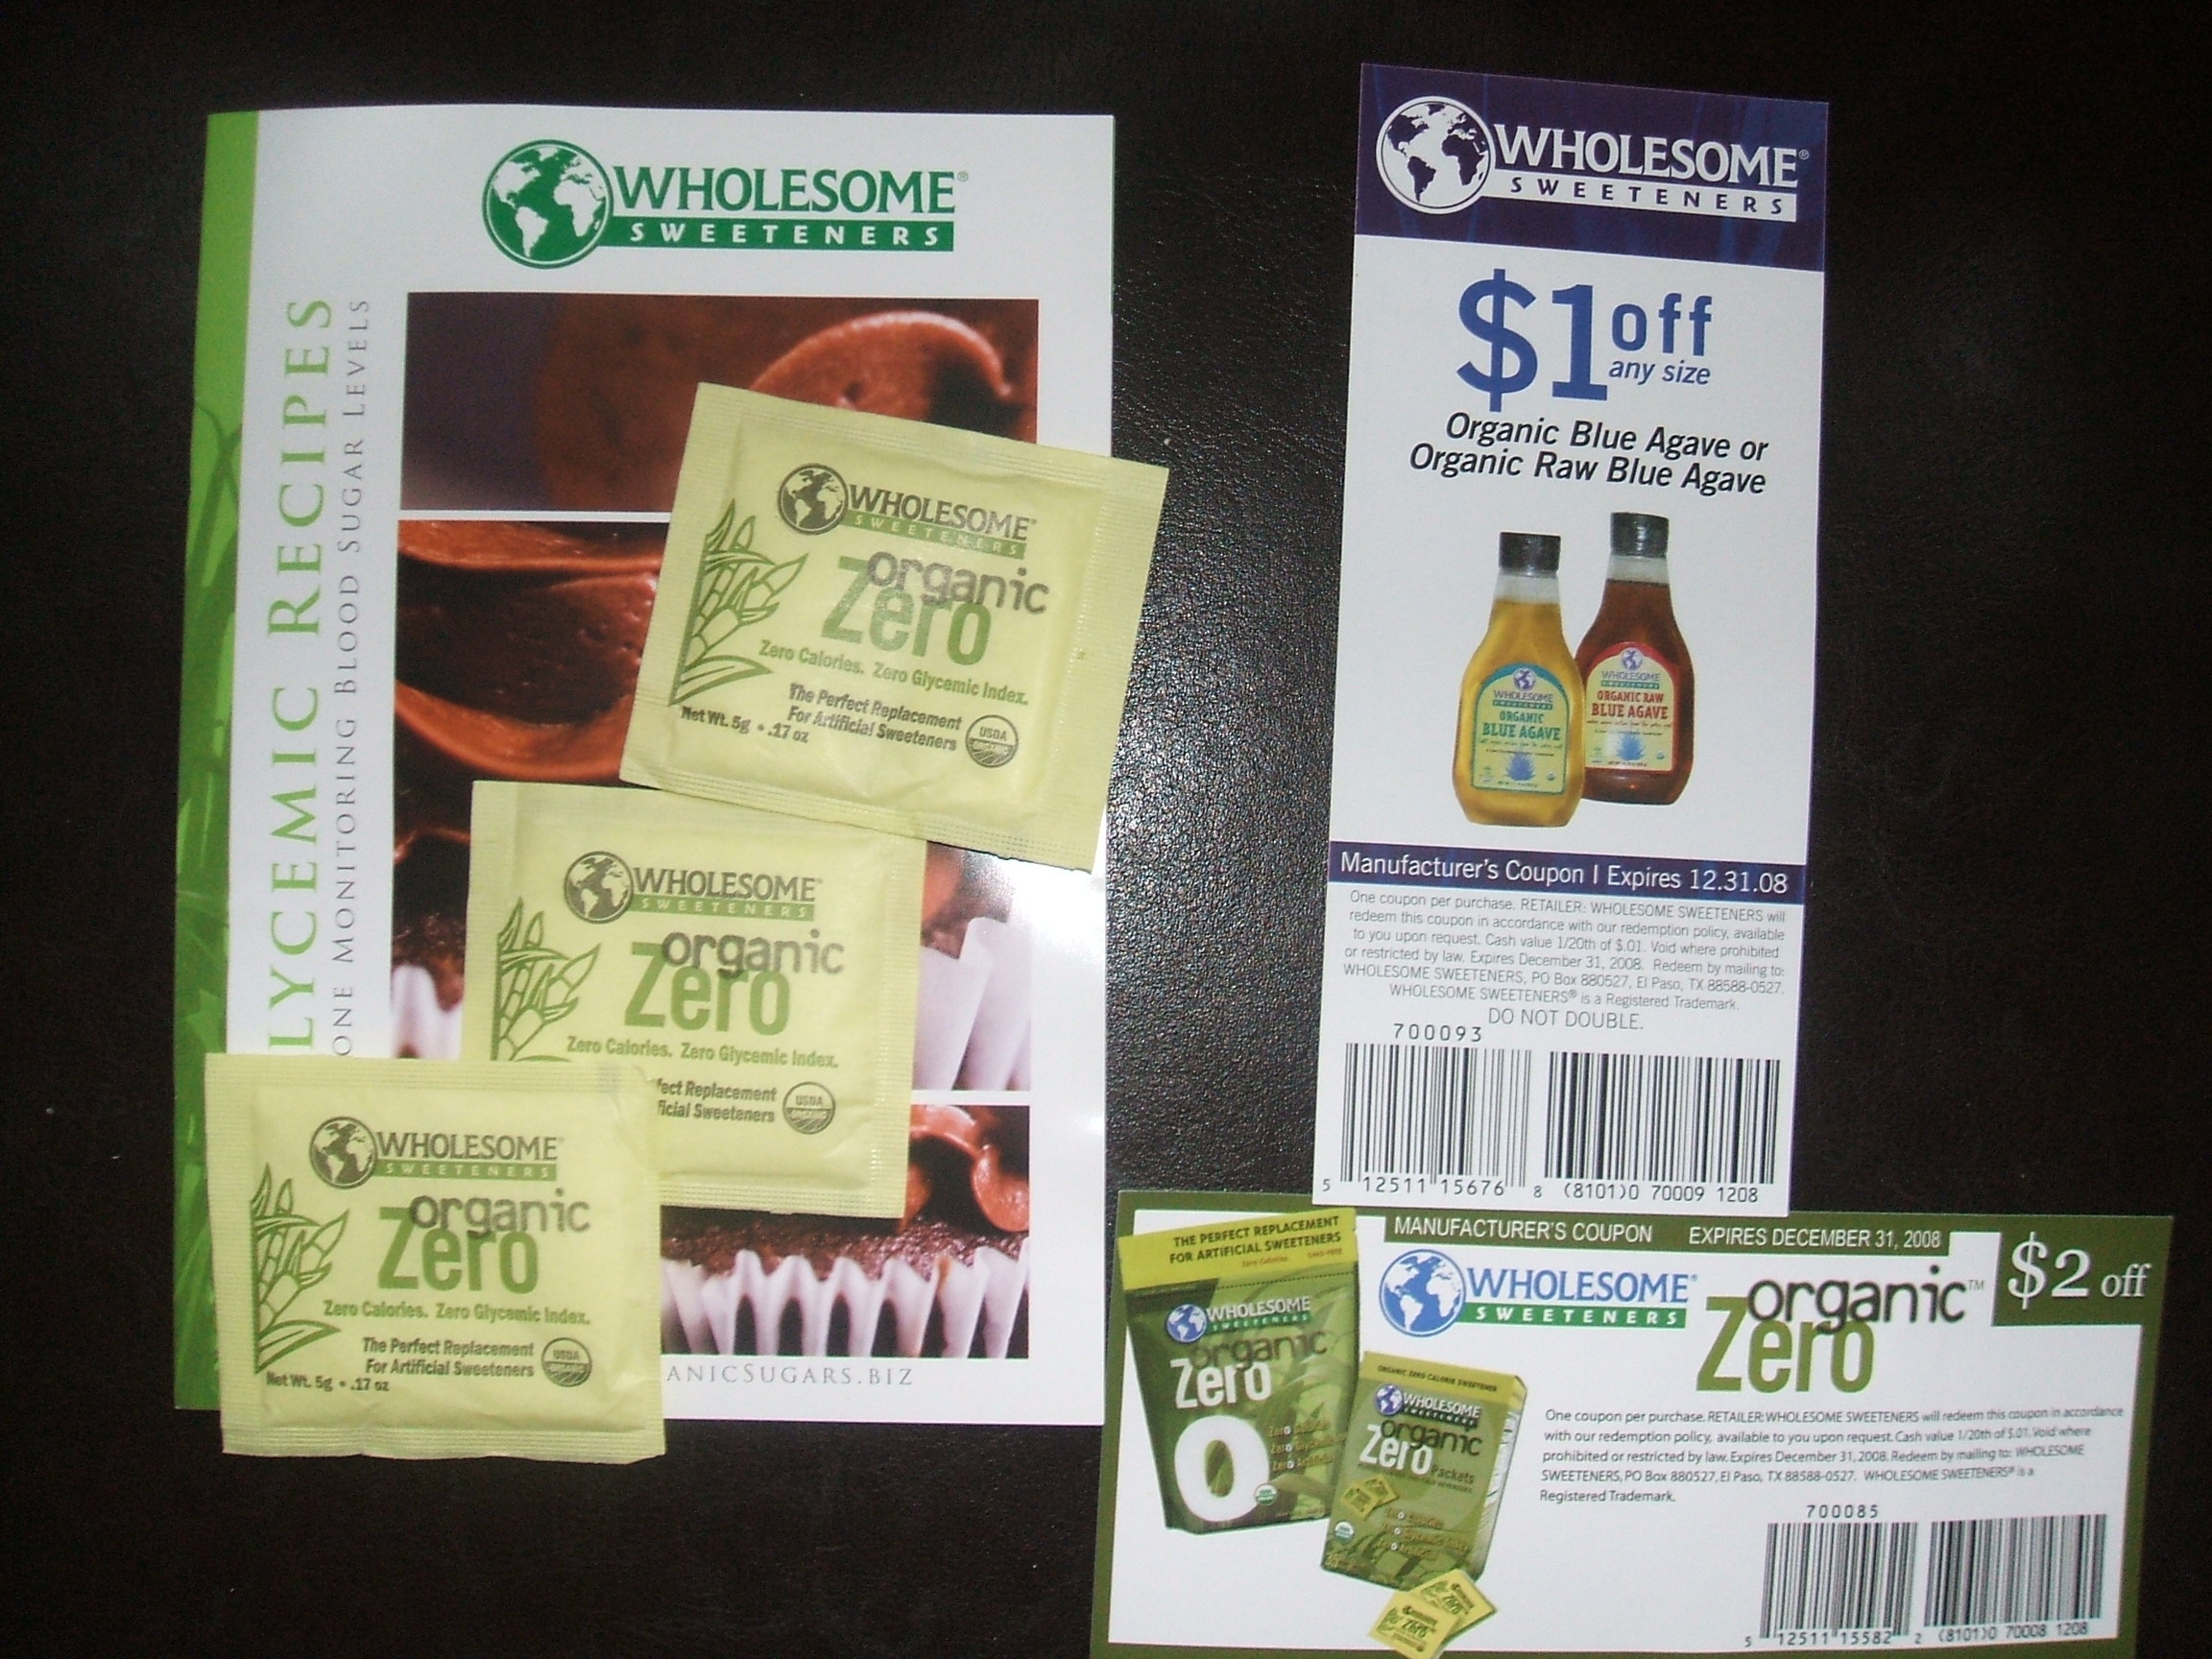 WHOLESOME®
SWEETENERS
LYCEMIC RECIPES
ONE MONITORING BLOOD SUGAR LEVELS
WHOLESOME®
SWEETENERS
organic
Zero
Zero Calories. Zero Glycemic Index.
The Perfect Replacement
For Artificial Sweeteners
Net Wt. 5g • .17 oz
USDA
ORGANIC
WHOLESOME®
SWEETENERS
organic
Zero
Zero Calories. Zero Glycemic Index.
fect Replacement
ficial Sweeteners
USDA
ORGANIC
WHOLESOME®
SWEETENERS
organic
Zero
Zero Calories. Zero Glycemic Index.
The Perfect Replacement
For Artificial Sweeteners
Net Wt. 5g • .17 oz
USDA
ORGANIC
ANICSUGARS.BIZ
WHOLESOME®
SWEETENERS
$1 off
any size
Organic Blue Agave or
Organic Raw Blue Agave
WHOLESOME
SWEETENERS
ORGANIC
BLUE AGAVE
WHOLESOME
SWEETENERS
ORGANIC RAW
BLUE AGAVE
Manufacturer's Coupon | Expires 12.31.08
One coupon per purchase. RETAILER: WHOLESOME SWEETENERS will
redeem this coupon in accordance with our redemption policy, available
to you upon request. Cash value 1/20th of $.01. Void where prohibited
or restricted by law. Expires December 31, 2008. Redeem by mailing to:
WHOLESOME SWEETENERS, PO Box 880527, El Paso, TX 88588-0527.
WHOLESOME SWEETENERS® is a Registered Trademark.
DO NOT DOUBLE.
700093
5 12511 15676 8 (8101)0 70009 1208
MANUFACTURER'S COUPON EXPIRES DECEMBER 31, 2008
$2 off
WHOLESOME®
SWEETENERS
organic™
Zero
THE PERFECT REPLACEMENT
FOR ARTIFICIAL SWEETENERS
Zero Calories
WHOLESOME
SWEETENERS
organic
Zero
0
ORGANIC ZERO CALORIE SWEETENER
WHOLESOME
SWEETENERS
organic
Zero Packets
One coupon per purchase. RETAILER: WHOLESOME SWEETENERS will redeem this coupon in accordance
with our redemption policy, available to you upon request. Cash value 1/20th of $.01. Void where
prohibited or restricted by law. Expires December 31, 2008. Redeem by mailing to: WHOLESOME
SWEETENERS, PO Box 880527, El Paso, TX 88588-0527. WHOLESOME SWEETENERS® is a
Registered Trademark.
700085
5 12511 15582 2 (8101)0 70008 1208